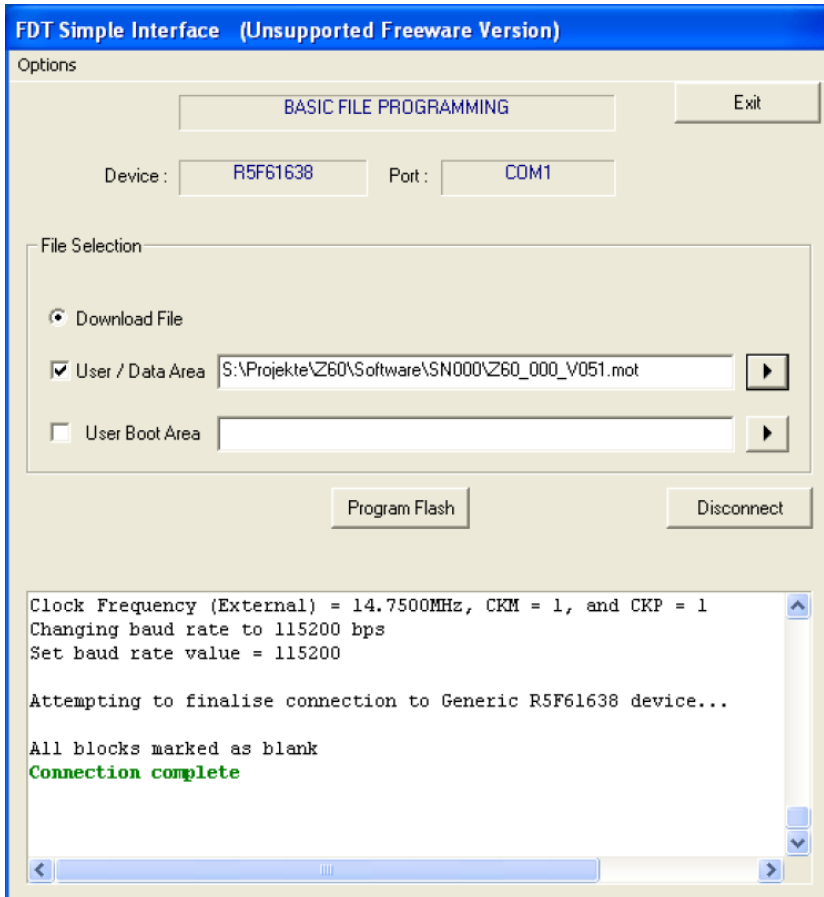 FDT Simple Interface (Unsupported Freeware Version)
Options
BASIC FILE PROGRAMMING
Exit
Device : R5F61638 Port : COM1
File Selection
Download File
User / Data Area S:\Projekte\Z60\Software\SN000\Z60_000_V051.mot
User Boot Area
Program Flash Disconnect
Clock Frequency (External) = 14.7500MHz, CKM = 1, and CKP = 1
Changing baud rate to 115200 bps
Set baud rate value = 115200
Attempting to finalise connection to Generic R5F61638 device...
All blocks marked as blank
Connection complete